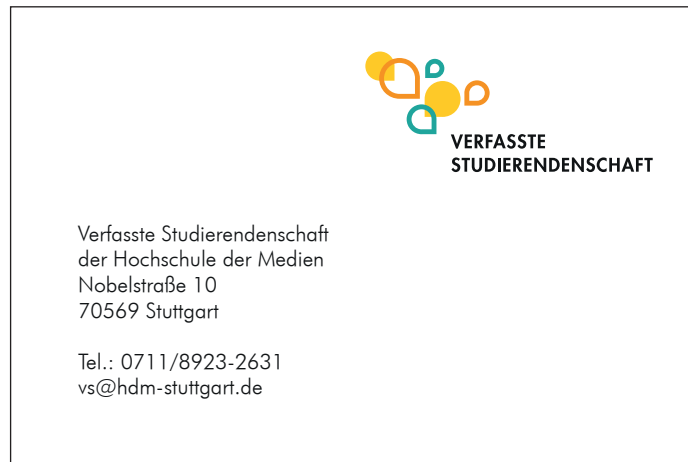 VERFASSTE
STUDIERENDENSCHAFT
Verfasste Studierendenschaft
der Hochschule der Medien
Nobelstraße 10
70569 Stuttgart
Tel.: 0711/8923-2631
vs@hdm-stuttgart.de